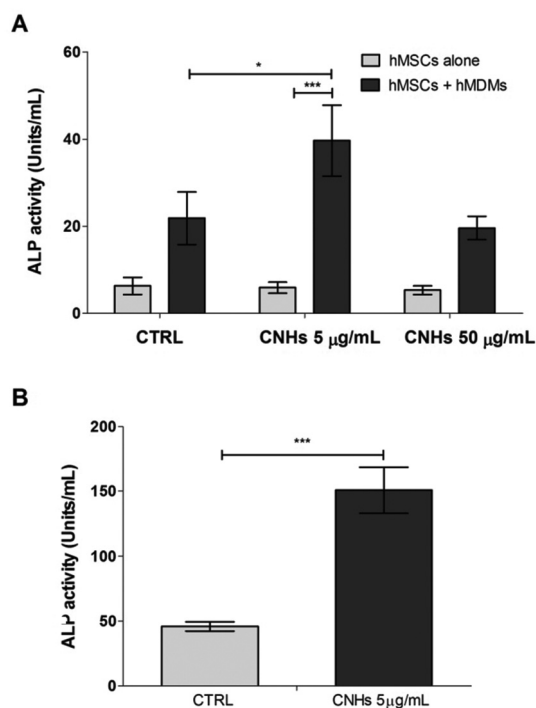 A
ALP activity (Units/mL)
60
40
20
0
hMSCs alone
hMSCs + hMDMs
*
***
CTRL
CNHs 5 µg/mL
CNHs 50 µg/mL
B
ALP activity (Units/mL)
200
150
100
50
0
***
CTRL
CNHs 5µg/mL